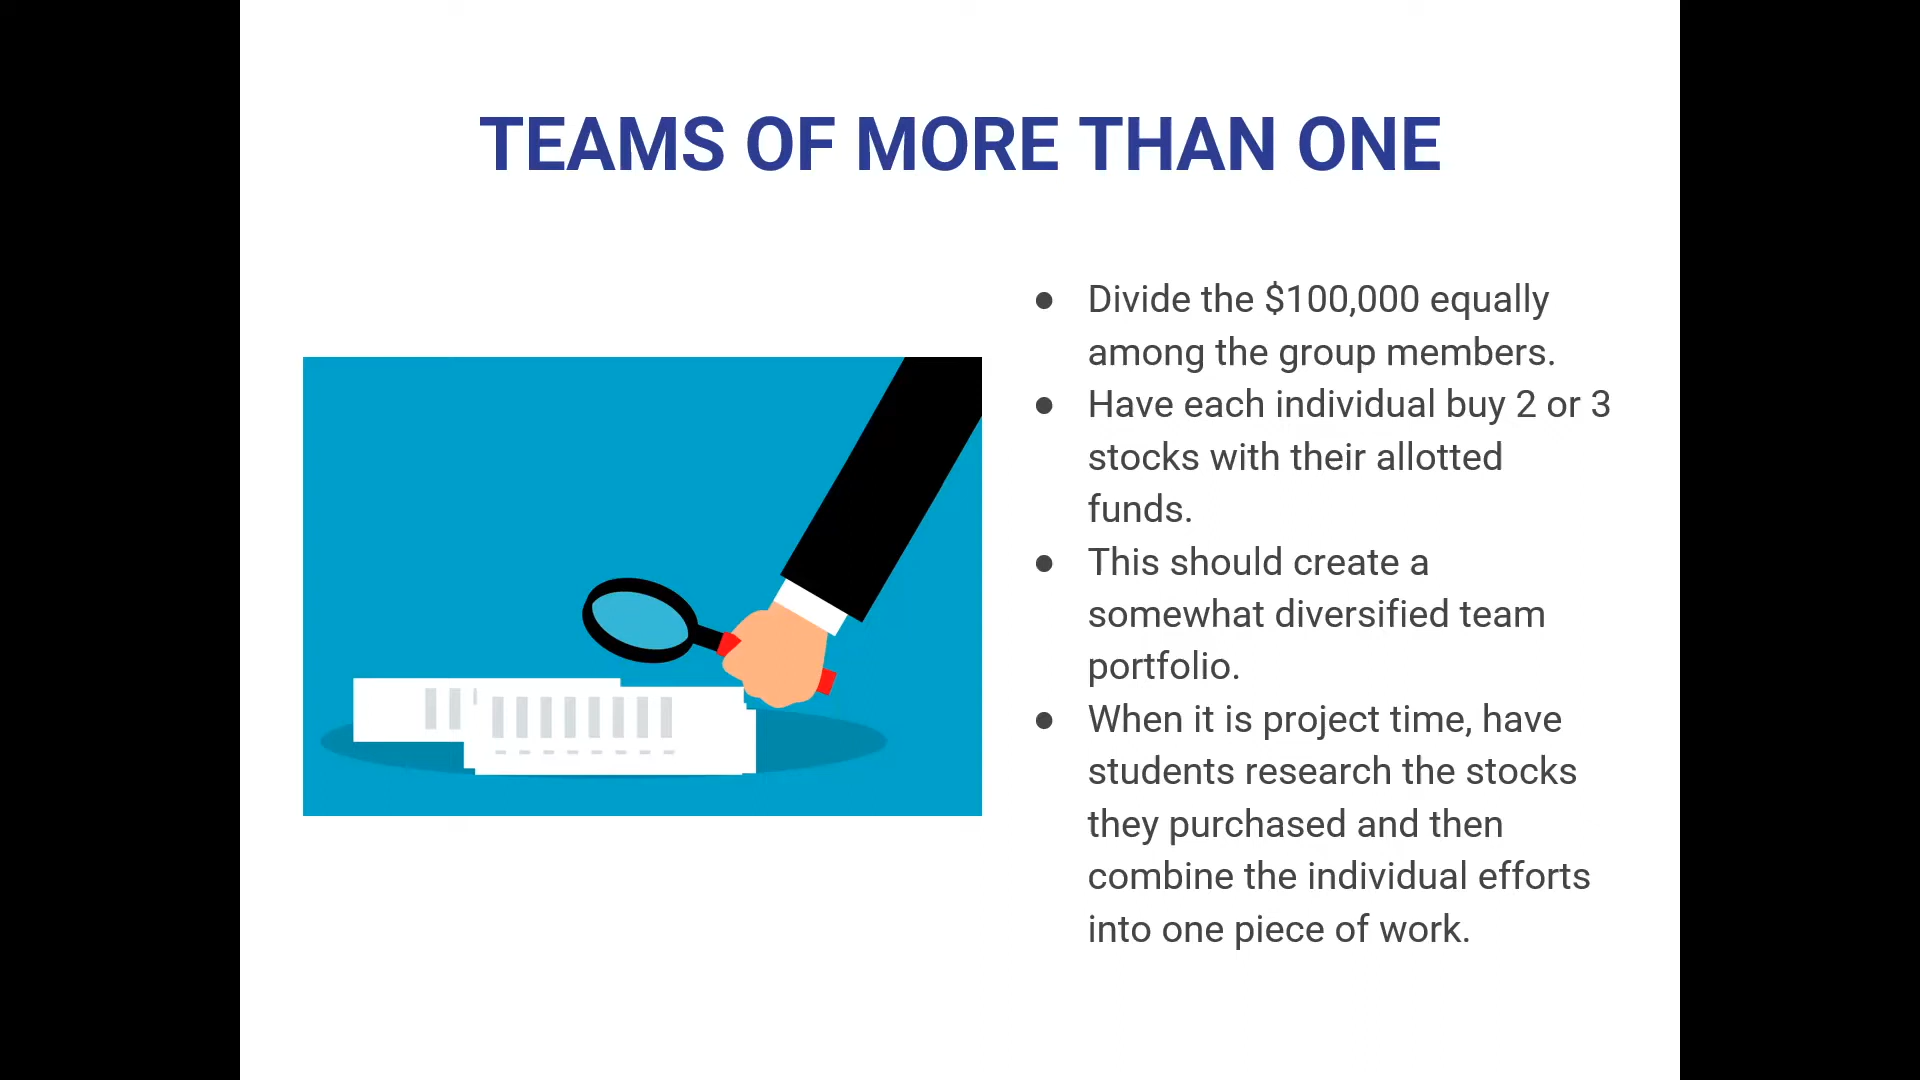 TEAMS OF MORE THAN ONE
● Divide the $100,000 equally
among the group members.
● Have each individual buy 2 or 3
stocks with their allotted
funds.
● This should create a
somewhat diversified team
portfolio.
● When it is project time, have
students research the stocks
they purchased and then
combine the individual efforts
into one piece of work.